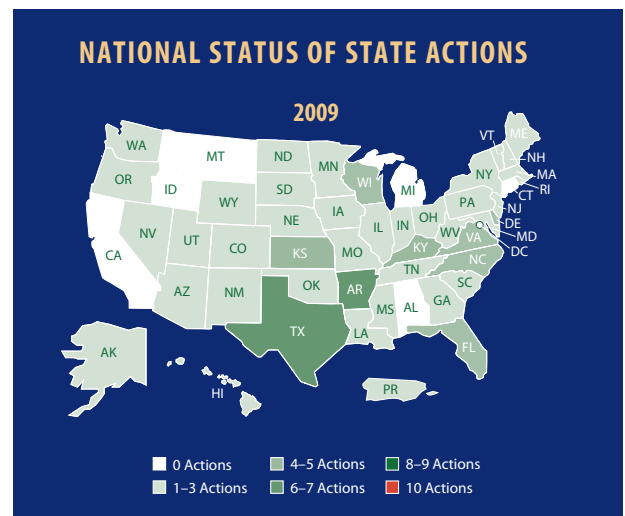 NATIONAL STATUS OF STATE ACTIONS
2009
WA
MT
ND
MN
VT
ME
NH
OR
ID
SD
WI
MI
NY
MA
RI
CT
WY
IA
PA
NJ
NE
IL
IN
OH
DE
NV
UT
CO
WV
VA
MD
DC
CA
KS
MO
KY
NC
AZ
NM
OK
AR
TN
SC
MS
AL
GA
TX
LA
FL
AK
HI
PR
0 Actions
4–5 Actions
8–9 Actions
1–3 Actions
6–7 Actions
10 Actions